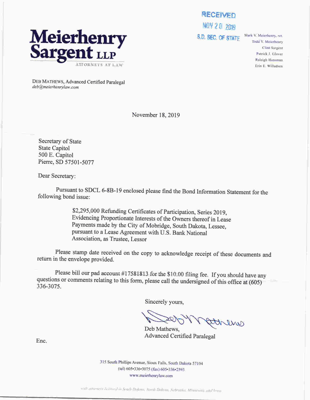 RECEIVED
NOV 20 2019
S.D. SEC. OF STATE
Meierhenry
Sargent LLP
ATTORNEYS AT LAW
Mark V. Meierhenry,
Todd V. Meierhenry
Clint Sargent
Patrick J. Glover
Raleigh Hansman
Erin E. Willadsen
DEB MATHEWS, Advanced Certified Paralegal
deb@meierhenrylaw.com
November 18, 2019
Secretary of State
State Capitol
500 E. Capitol
Pierre, SD 57501-5077
Dear Secretary:
Pursuant to SDCL 6-8B-19 enclosed please find the Bond Information Statement for
the following bond issue:
$2,295,000 Refunding Certificates of Participation, Series 2019,
Evidencing Proportionate Interests of the Owners thereof in Lease
Payments made by the City of Mobridge, South Dakota, Lessee,
pursuant to a Lease Agreement with U.S. Bank National
Association, as Trustee, Lessor
Please stamp date received on the copy to acknowledge receipt of these documents and
return in the envelope provided.
Please bill our pad account #17581813 for the $10.00 filing fee. If you should have any
questions or comments relating to this form, please call the undersigned of this office at (605)
336-3075.
Sincerely yours,
Deb Mathews
Deb Mathews,
Advanced Certified Paralegal
Enc.
315 South Phillips Avenue, Sioux Falls, South Dakota 57104
(tel) 605•336•3075 (fax) 605•336•2593
www.meierhenrylaw.com